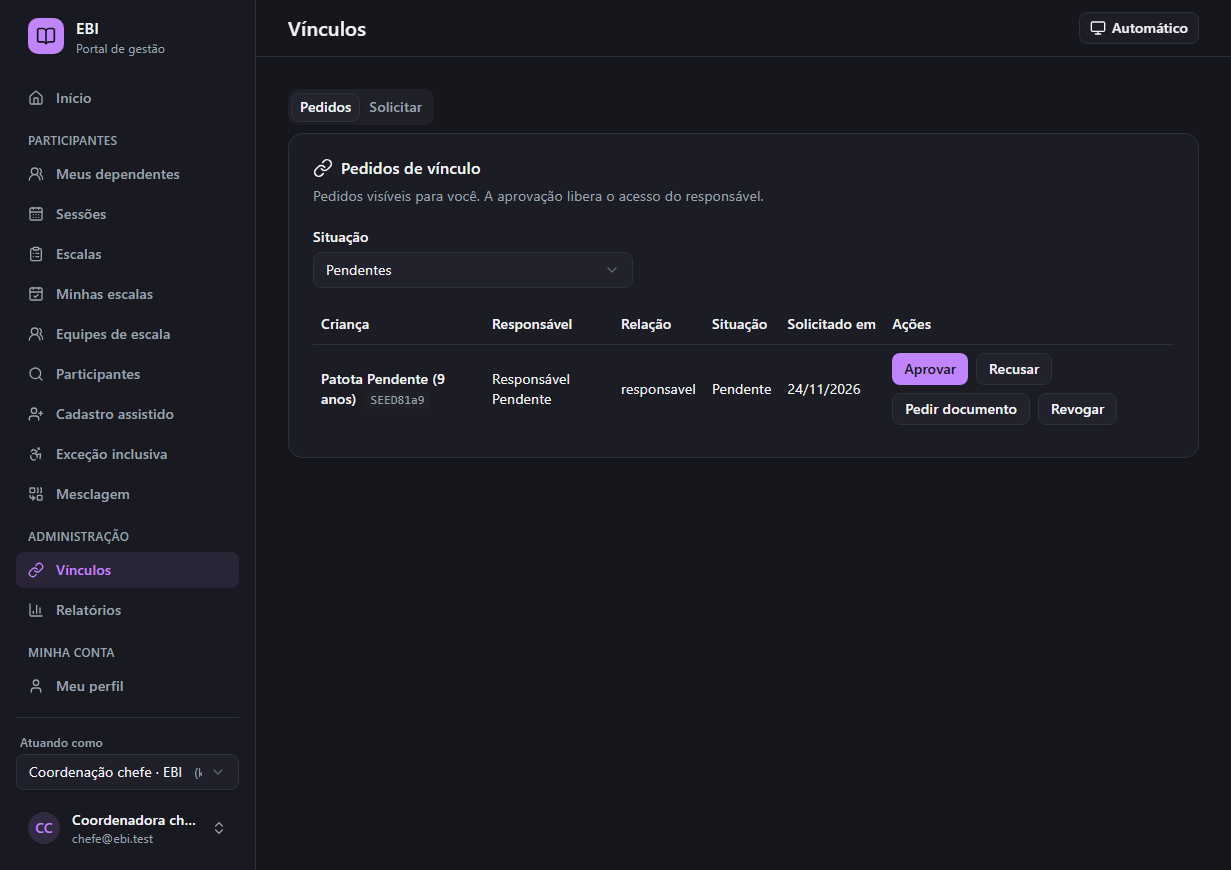 EBI
Portal de gestão
Início
PARTICIPANTES
Meus dependentes
Sessões
Escalas
Minhas escalas
Equipes de escala
Participantes
Cadastro assistido
Exceção inclusiva
Mesclagem
ADMINISTRAÇÃO
Vínculos
Relatórios
MINHA CONTA
Meu perfil
Atuando como
Coordenação chefe · EBI
CC
Coordenadora ch...
chefe@ebi.test
Vínculos
Automático
Pedidos Solicitar
Pedidos de vínculo
Pedidos visíveis para você. A aprovação libera o acesso do responsável.
Situação
Pendentes
Criança Responsável Relação Situação Solicitado em Ações
Patota Pendente (9
anos) SEED81a9
Responsável
Pendente
responsavel
Pendente
24/11/2026
Aprovar Recusar
Pedir documento Revogar